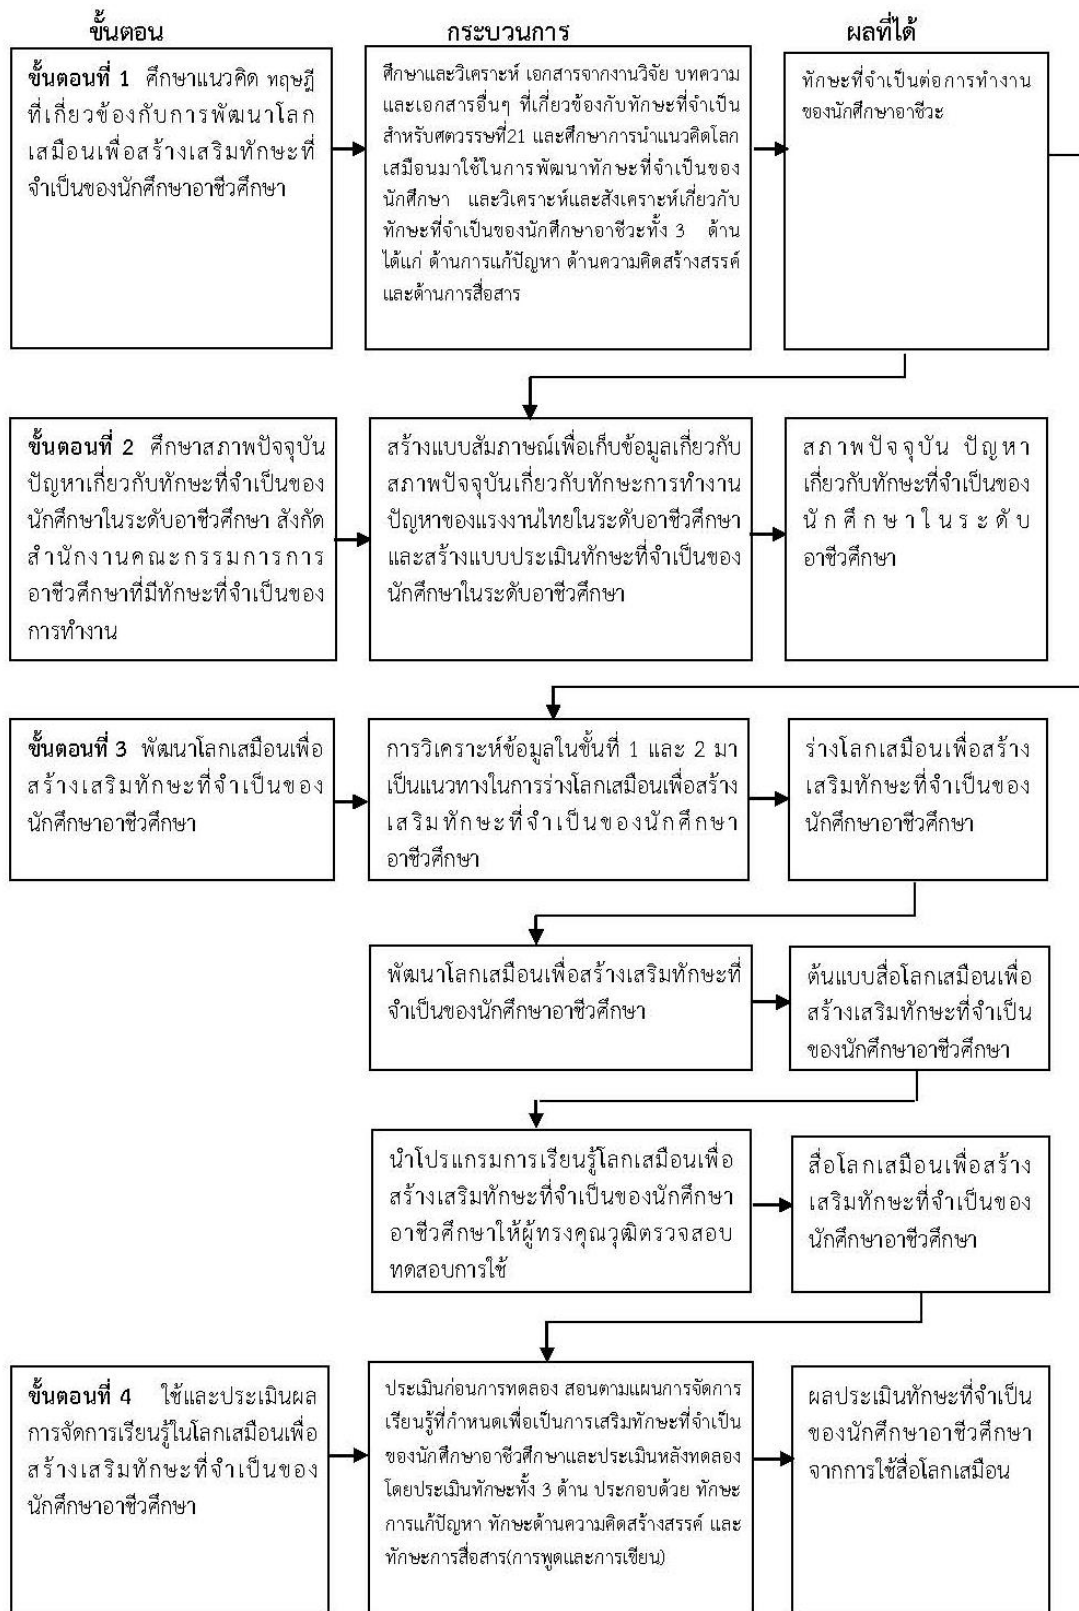 ขั้นตอน
กระบวนการ
ผลที่ได้
ขั้นตอนที่ 1 ศึกษาแนวคิด ทฤษฎี
ที่เกี่ยวข้องกับการพัฒนาโลก
เสมือนเพื่อสร้างเสริมทักษะที่
จำเป็นของนักศึกษาอาชีวศึกษา
ศึกษาและวิเคราะห์ เอกสารจากงานวิจัย บทความ
และเอกสารอื่นๆ ที่เกี่ยวข้องกับทักษะที่จำเป็น
สำหรับศตวรรษที่21 และศึกษาการนำแนวคิดโลก
เสมือนมาใช้ในการพัฒนาทักษะที่จำเป็นของ
นักศึกษา และวิเคราะห์และสังเคราะห์เกี่ยวกับ
ทักษะที่จำเป็นของนักศึกษาอาชีวะทั้ง 3 ด้าน
ได้แก่ ด้านการแก้ปัญหา ด้านความคิดสร้างสรรค์
และด้านการสื่อสาร
ทักษะที่จำเป็นต่อการทำงาน
ของนักศึกษาอาชีวะ
ขั้นตอนที่ 2 ศึกษาสภาพปัจจุบัน
ปัญหาเกี่ยวกับทักษะที่จำเป็นของ
นักศึกษาในระดับอาชีวศึกษา สังกัด
สำนักงานคณะกรรมการการ
อาชีวศึกษาที่มีทักษะที่จำเป็นของ
การทำงาน
สร้างแบบสัมภาษณ์เพื่อเก็บข้อมูลเกี่ยวกับ
สภาพปัจจุบันเกี่ยวกับทักษะการทำงาน
ปัญหาของแรงงานไทยในระดับอาชีวศึกษา
และสร้างแบบประเมินทักษะที่จำเป็นของ
นักศึกษาในระดับอาชีวศึกษา
สภาพปัจจุบัน ปัญหา
เกี่ยวกับทักษะที่จำเป็นของ
นักศึกษาในระดับ
อาชีวศึกษา
ขั้นตอนที่ 3 พัฒนาโลกเสมือนเพื่อ
สร้างเสริมทักษะที่จำเป็นของ
นักศึกษาอาชีวศึกษา
การวิเคราะห์ข้อมูลในขั้นที่ 1 และ 2 มา
เป็นแนวทางในการร่างโลกเสมือนเพื่อสร้าง
เสริมทักษะที่จำเป็นของนักศึกษา
อาชีวศึกษา
ร่างโลกเสมือนเพื่อสร้าง
เสริมทักษะที่จำเป็นของ
นักศึกษาอาชีวศึกษา
พัฒนาโลกเสมือนเพื่อสร้างเสริมทักษะที่
จำเป็นของนักศึกษาอาชีวศึกษา
ต้นแบบสื่อโลกเสมือนเพื่อ
สร้างเสริมทักษะที่จำเป็น
ของนักศึกษาอาชีวศึกษา
นำโปรแกรมการเรียนรู้โลกเสมือนเพื่อ
สร้างเสริมทักษะที่จำเป็นของนักศึกษา
อาชีวศึกษาให้ผู้ทรงคุณวุฒิตรวจสอบ
ทดสอบการใช้
สื่อโลกเสมือนเพื่อสร้าง
เสริมทักษะที่จำเป็นของ
นักศึกษาอาชีวศึกษา
ขั้นตอนที่ 4 ใช้และประเมินผล
การจัดการเรียนรู้ในโลกเสมือนเพื่อ
สร้างเสริมทักษะที่จำเป็นของ
นักศึกษาอาชีวศึกษา
ประเมินก่อนการทดลอง สอนตามแผนการจัดการ
เรียนรู้ที่กำหนดเพื่อเป็นการเสริมทักษะที่จำเป็น
ของนักศึกษาอาชีวศึกษาและประเมินหลังทดลอง
โดยประเมินทักษะทั้ง 3 ด้าน ประกอบด้วย ทักษะ
การแก้ปัญหา ทักษะด้านความคิดสร้างสรรค์ และ
ทักษะการสื่อสาร(การพูดและการเขียน)
ผลประเมินทักษะที่จำเป็น
ของนักศึกษาอาชีวศึกษา
จากการใช้สื่อโลกเสมือน